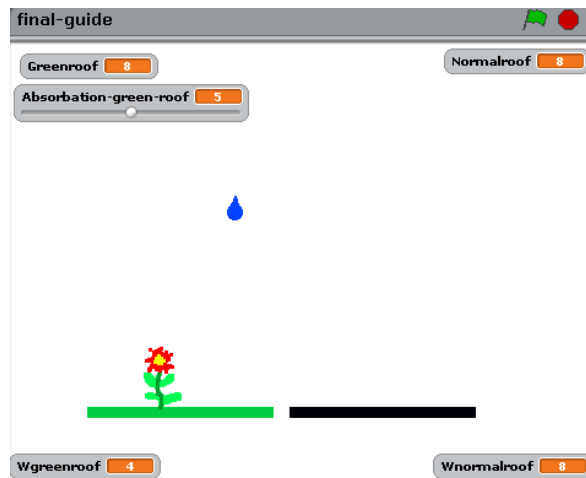 final-guide
Greenroof 8
Normalroof 8
Absorbation-green-roof 5
Wgreenroof 4
Wnormalroof 8